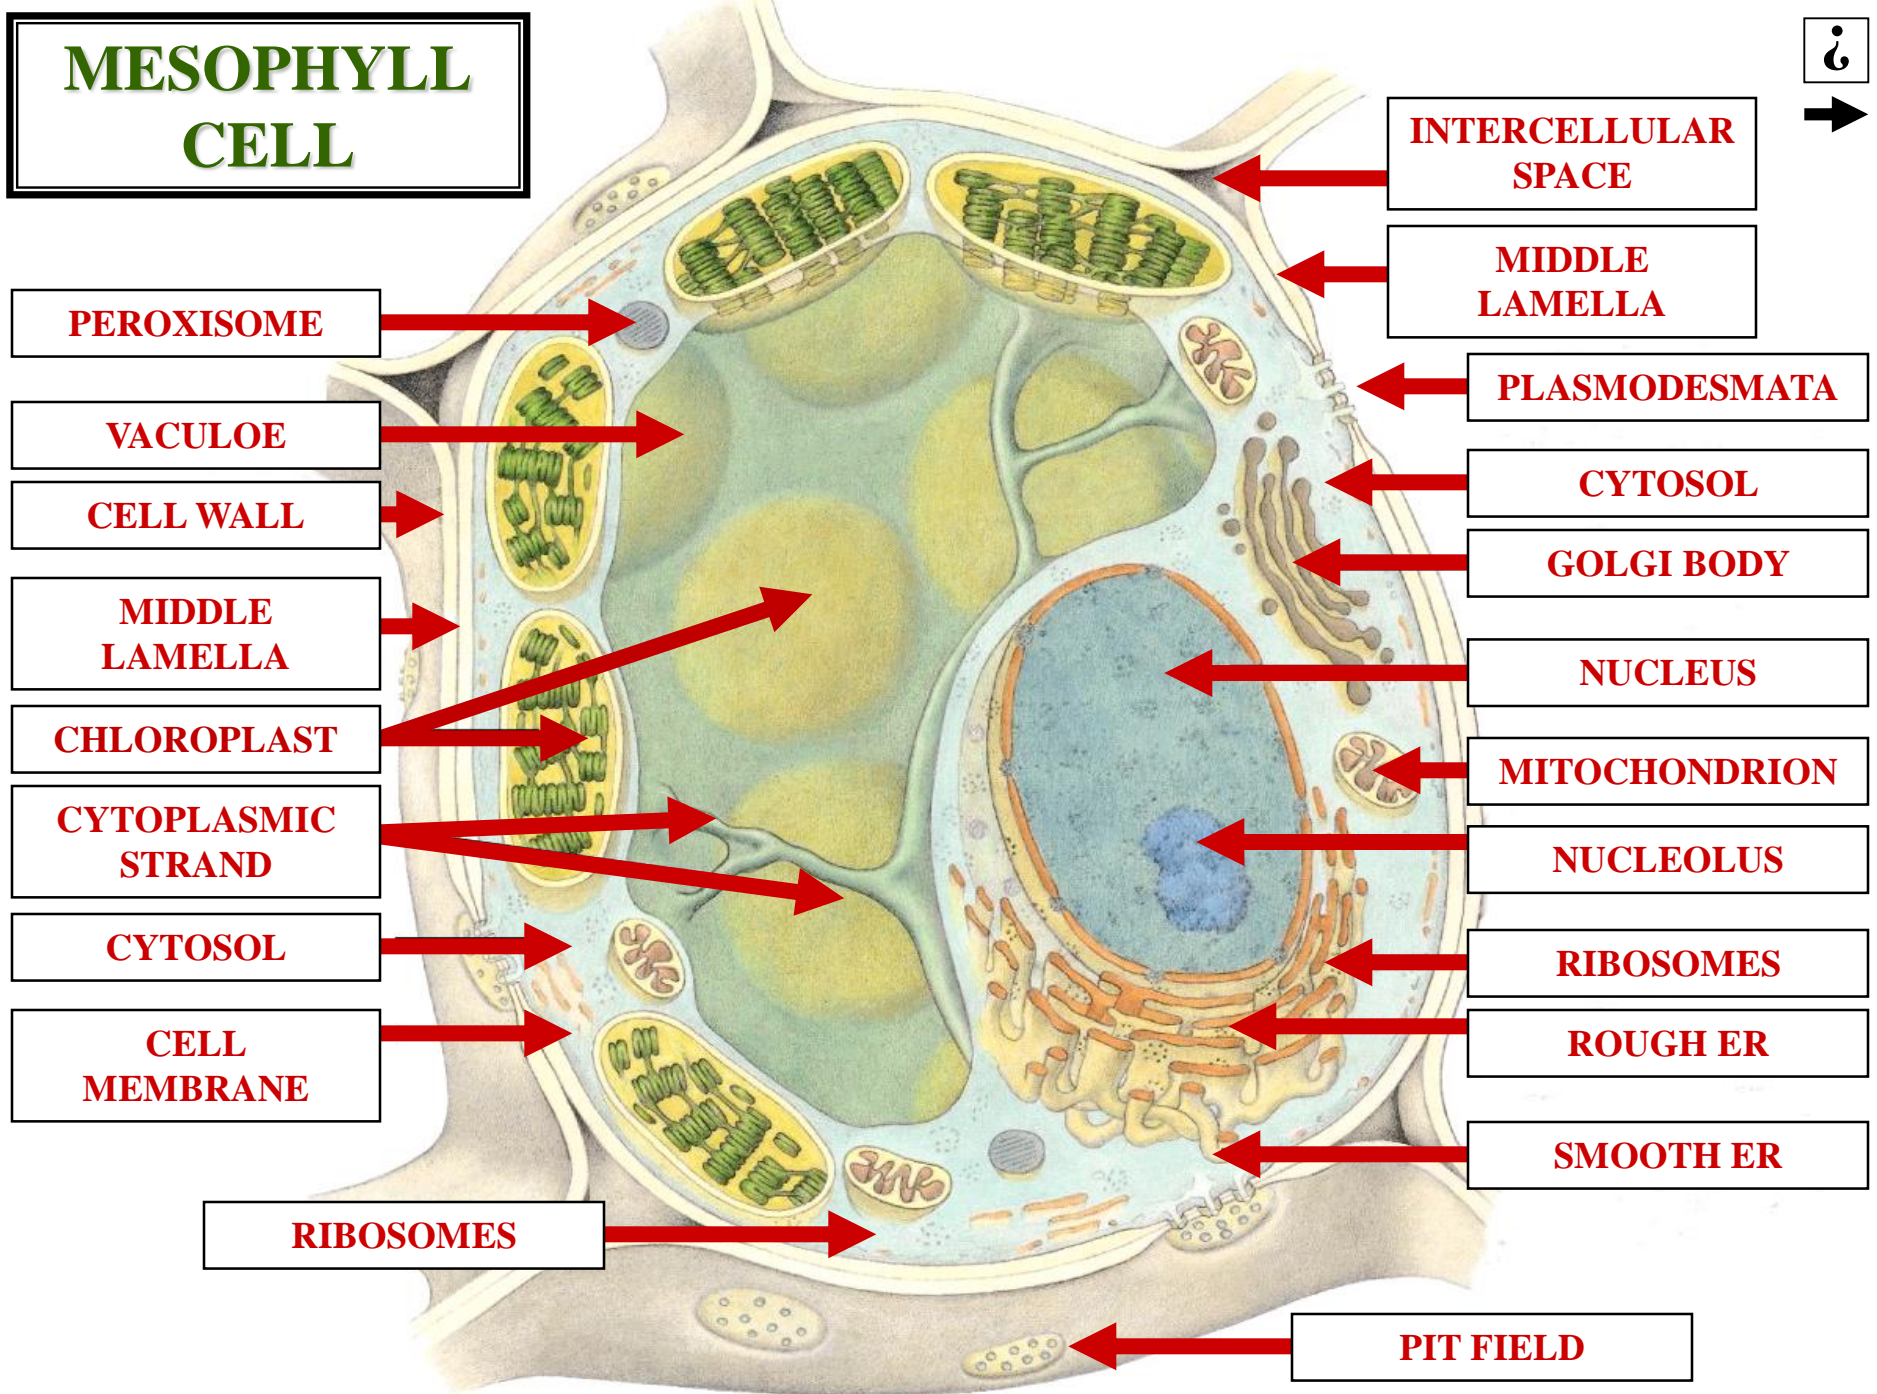 MESOPHYLL
CELL
¿
PEROXISOME
VACULOE
CELL WALL
MIDDLE
LAMELLA
CHLOROPLAST
CYTOPLASMIC
STRAND
CYTOSOL
CELL
MEMBRANE
RIBOSOMES
INTERCELLULAR
SPACE
MIDDLE
LAMELLA
PLASMODESMATA
CYTOSOL
GOLGI BODY
NUCLEUS
MITOCHONDRION
NUCLEOLUS
RIBOSOMES
ROUGH ER
SMOOTH ER
PIT FIELD